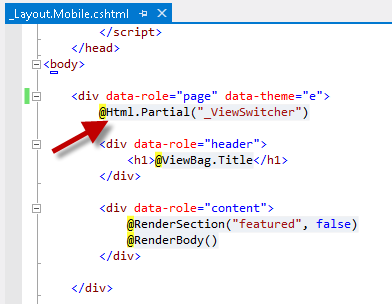 _Layout.Mobile.cshtml
</script>
</head>
<body>
<div data-role="page" data-theme="e">
@Html.Partial("_ViewSwitcher")
<div data-role="header">
<h1>@ViewBag.Title</h1>
</div>
<div data-role="content">
@RenderSection("featured", false)
@RenderBody()
</div>
</div>